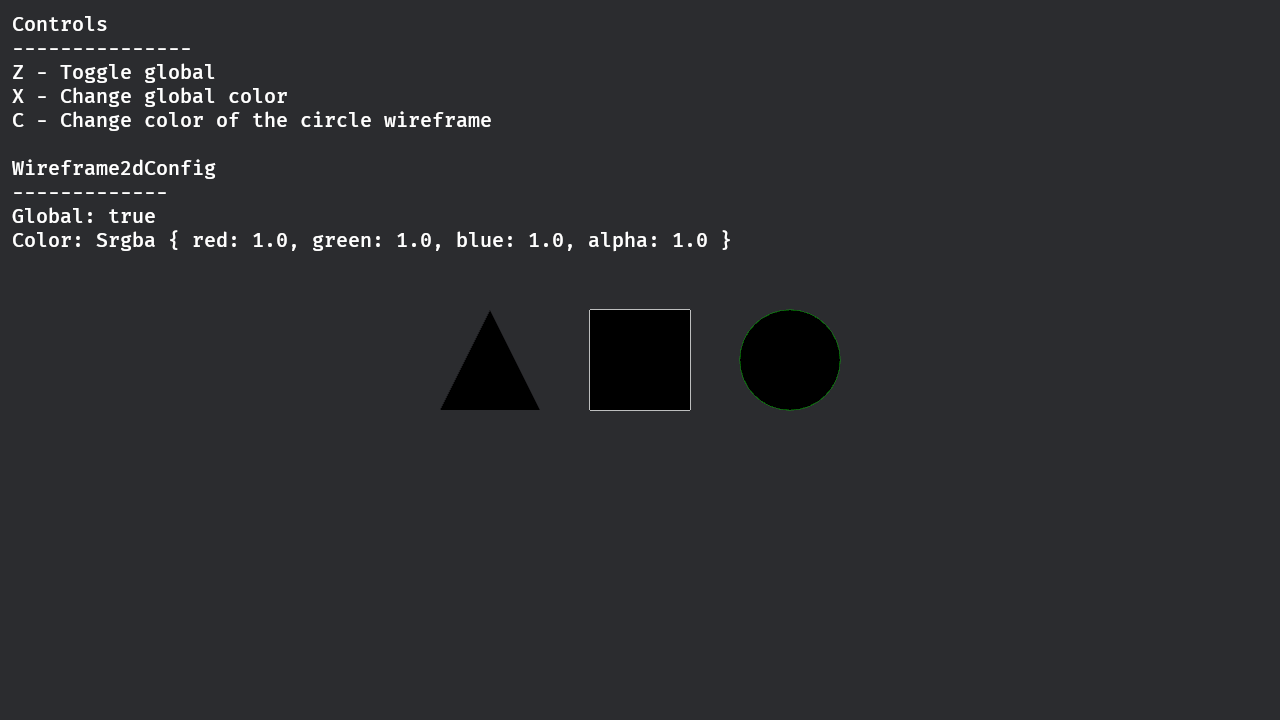 Controls
---------------
Z - Toggle global
X - Change global color
C - Change color of the circle wireframe
Wireframe2dConfig
-------------
Global: true
Color: Srgba { red: 1.0, green: 1.0, blue: 1.0, alpha: 1.0 }